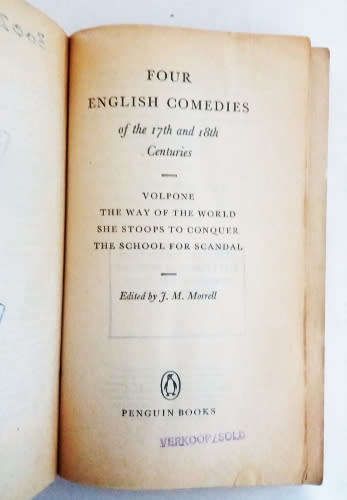 FOUR
ENGLISH COMEDIES
of the 17th and 18th
Centuries
VOLPONE
THE WAY OF THE WORLD
SHE STOOPS TO CONQUER
THE SCHOOL FOR SCANDAL
Edited by J. M. Morrell
PENGUIN BOOKS
VERKOOP/SOLD